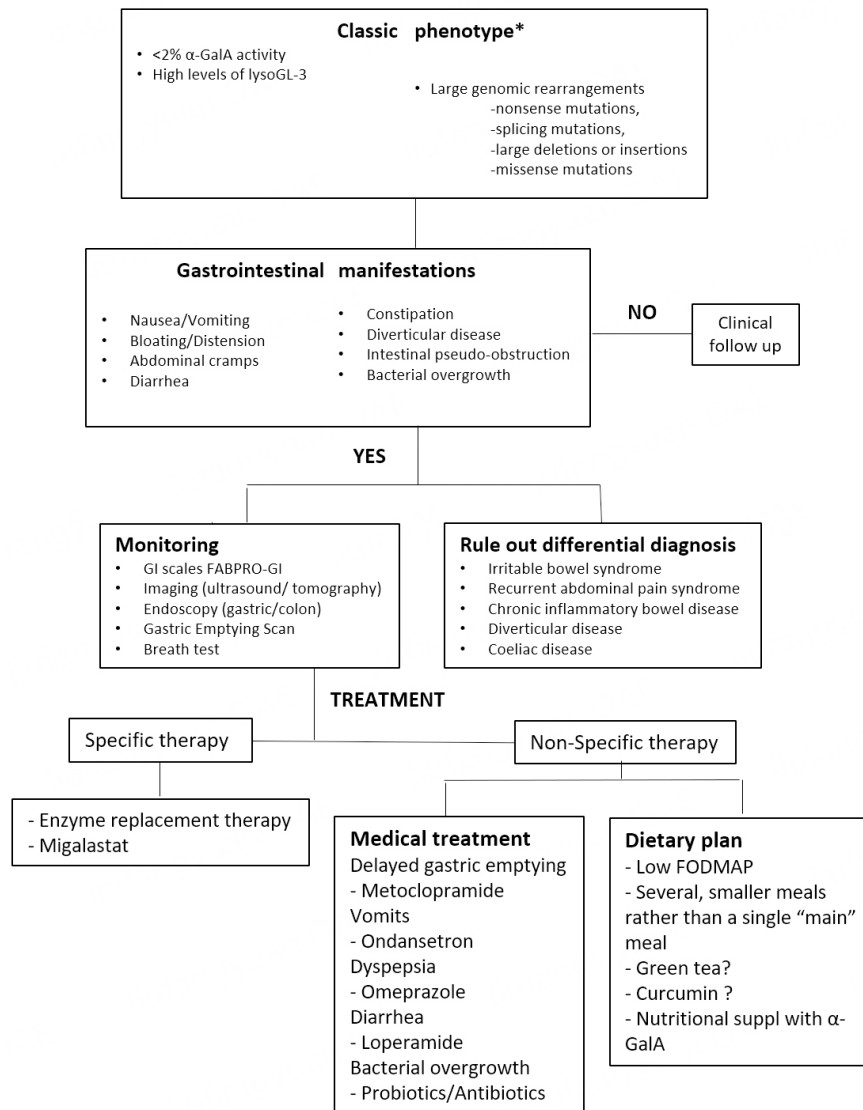 Classic phenotype*
• <2% α-GalA activity
• High levels of lysoGL-3
• Large genomic rearrangements
-nonsense mutations,
-splicing mutations,
-large deletions or insertions
-missense mutations
Gastrointestinal manifestations
• Nausea/Vomiting
• Bloating/Distension
• Abdominal cramps
• Diarrhea
• Constipation
• Diverticular disease
• Intestinal pseudo-obstruction
• Bacterial overgrowth
NO
Clinical
follow up
YES
Monitoring
• GI scales FABPRO-GI
• Imaging (ultrasound/ tomography)
• Endoscopy (gastric/colon)
• Gastric Emptying Scan
• Breath test
Rule out differential diagnosis
• Irritable bowel syndrome
• Recurrent abdominal pain syndrome
• Chronic inflammatory bowel disease
• Diverticular disease
• Coeliac disease
TREATMENT
Specific therapy
Non-Specific therapy
- Enzyme replacement therapy
- Migalastat
Medical treatment
Delayed gastric emptying
- Metoclopramide
Vomits
- Ondansetron
Dyspepsia
- Omeprazole
Diarrhea
- Loperamide
Bacterial overgrowth
- Probiotics/Antibiotics
Dietary plan
- Low FODMAP
- Several, smaller meals
rather than a single “main”
meal
- Green tea?
- Curcumin ?
- Nutritional suppl with α-
GalA